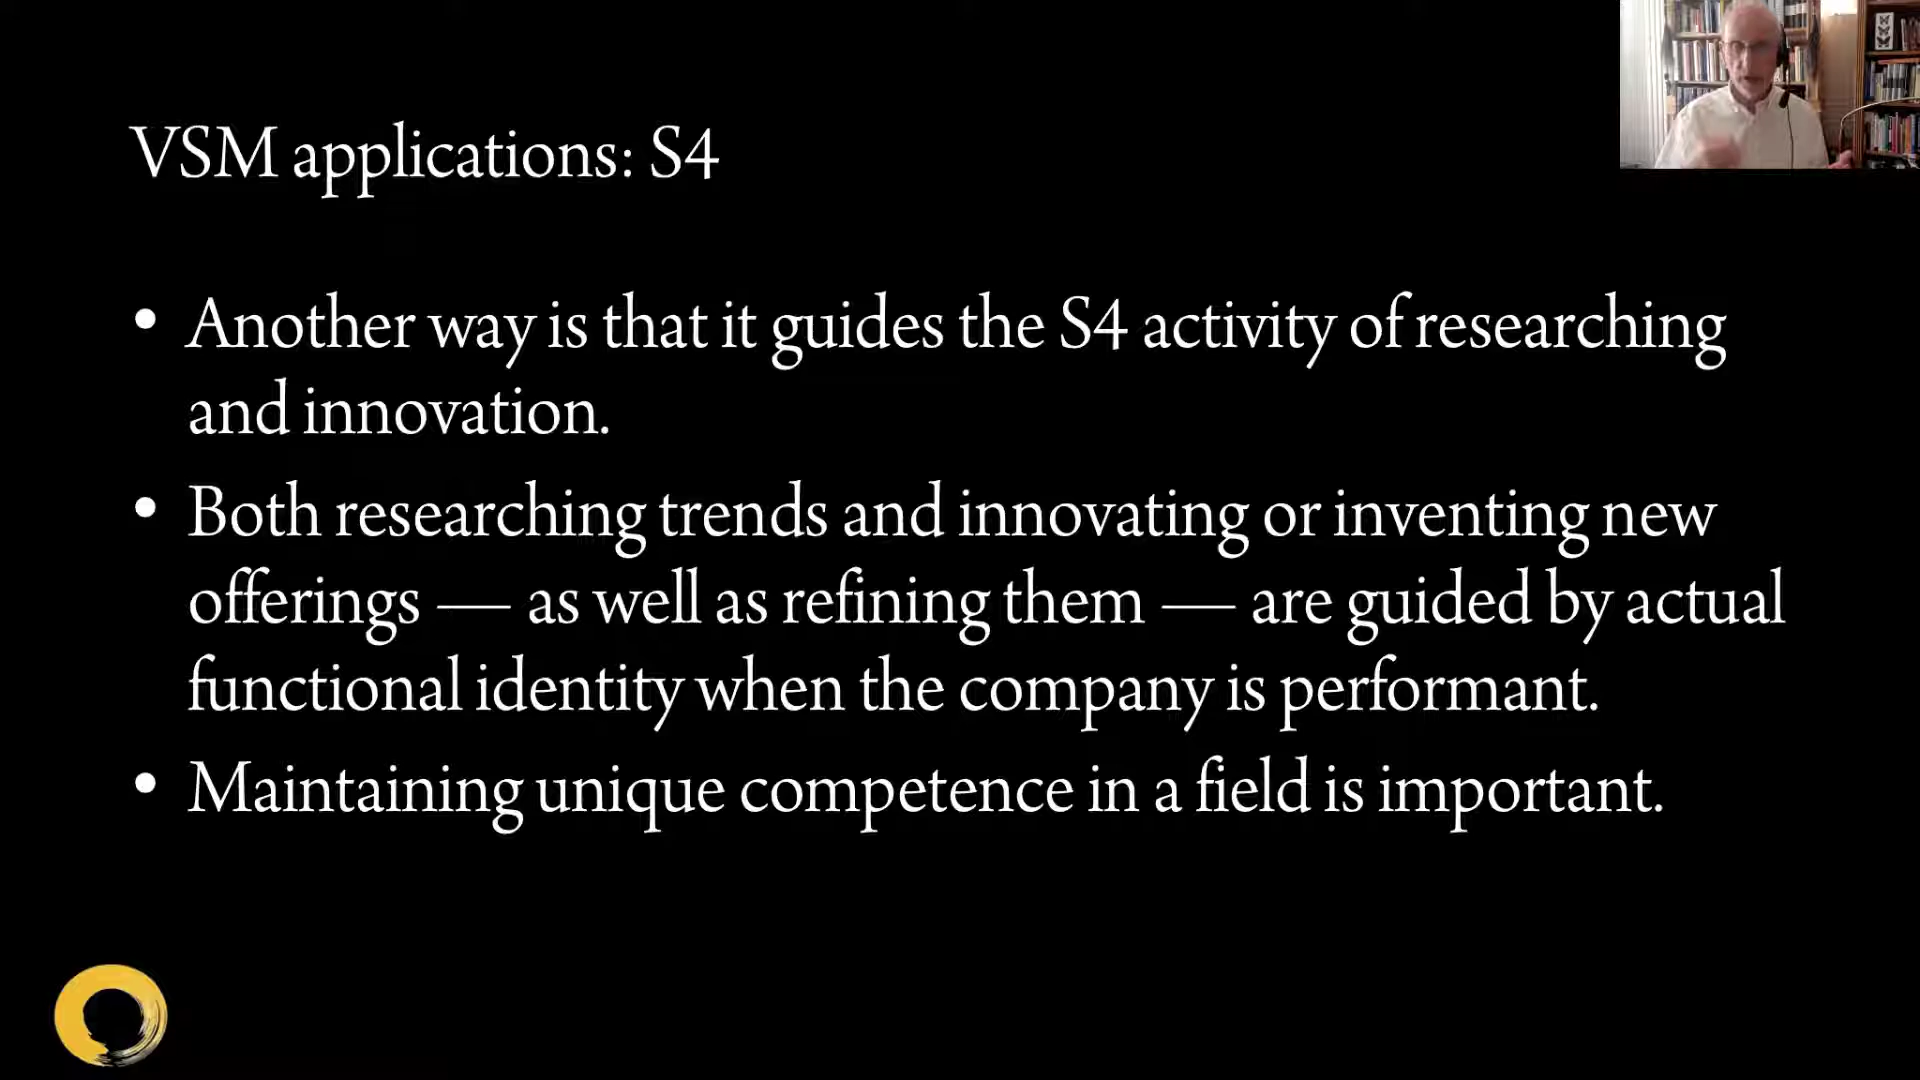 VSM applications: S4
• Another way is that it guides the S4 activity of researching
and innovation.
• Both researching trends and innovating or inventing new
offerings — as well as refining them — are guided by actual
functional identity when the company is performant.
• Maintaining unique competence in a field is important.